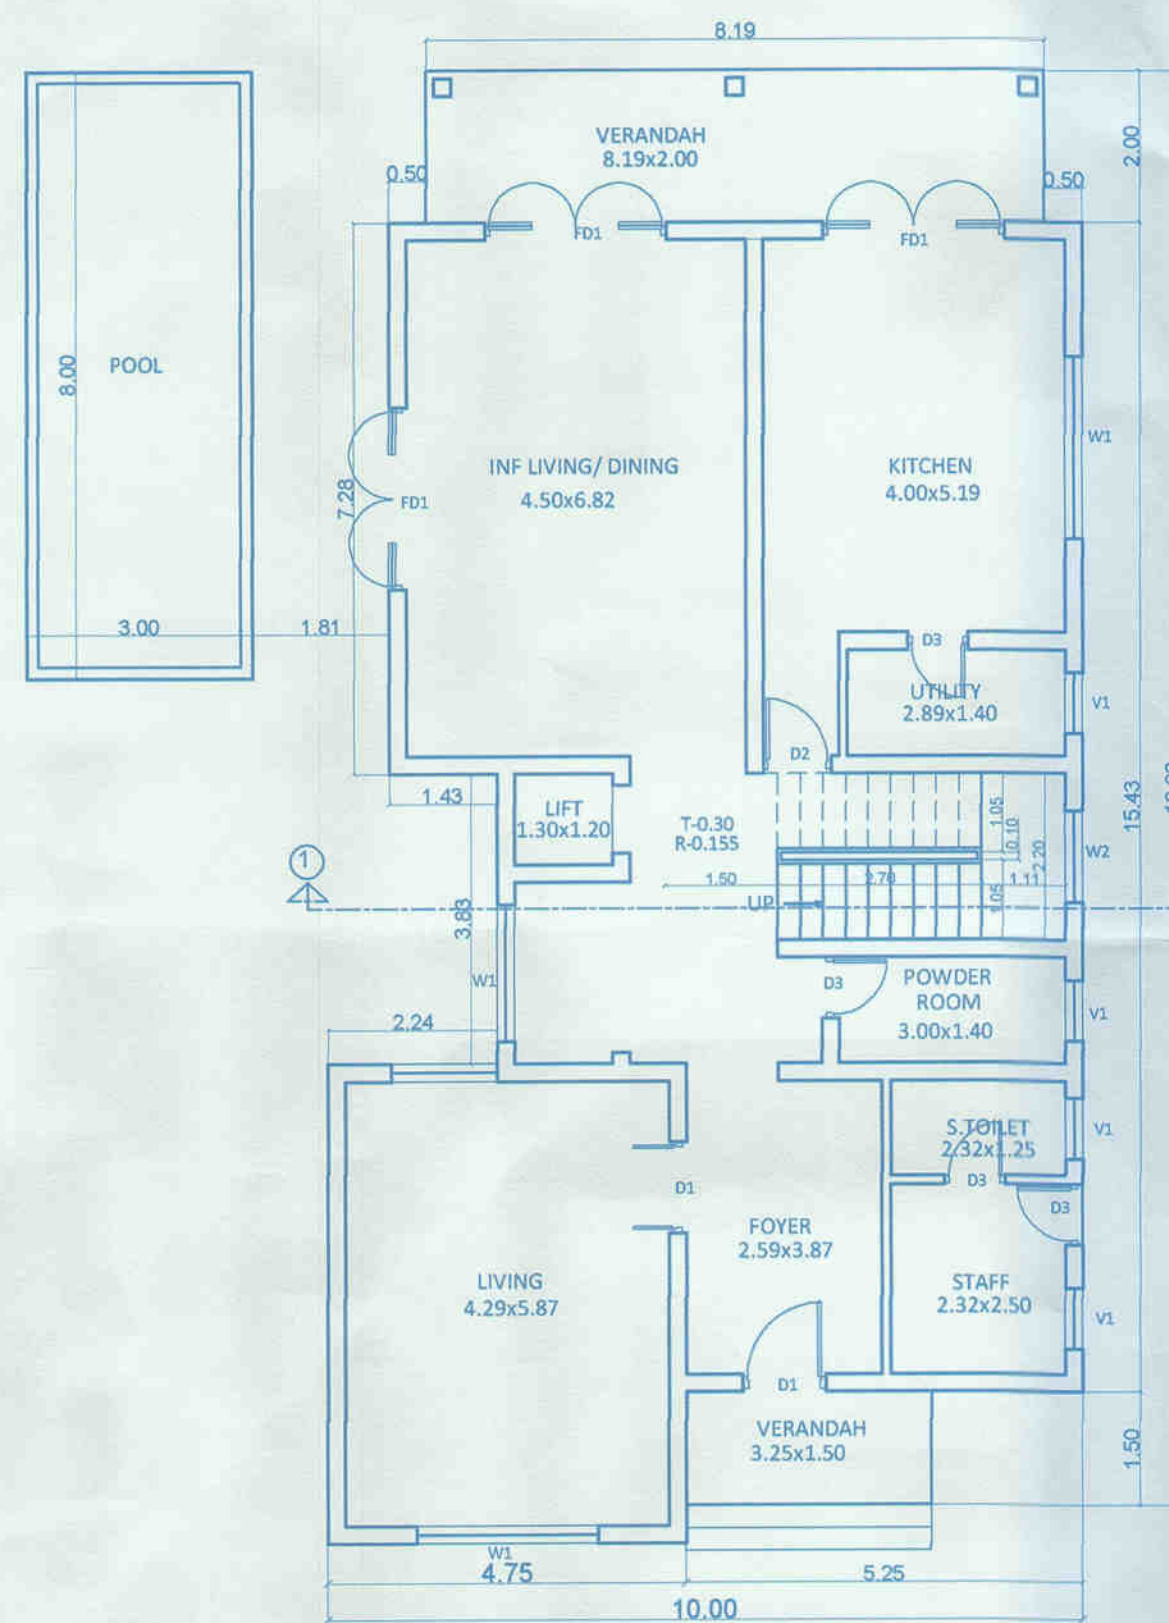 8.19
VERANDAH
8.19x2.00
2.00
0.50
0.50
FD1
FD1
POOL
8.00
3.00
1.81
7.28
FD1
INF LIVING/ DINING
4.50x6.82
KITCHEN
4.00x5.19
W1
D3
UTILITY
2.89x1.40
V1
D2
1.43
LIFT
1.30x1.20
T-0.30
R-0.155
1.05
0.10
2.20
W2
15.43
1
1.50
2.70
1.11
UP
1.05
3.83
W1
D3
POWDER
ROOM
3.00x1.40
V1
2.24
S.TOILET
2.32x1.25
V1
D3
D1
D3
FOYER
2.59x3.87
LIVING
4.29x5.87
STAFF
2.32x2.50
V1
D1
VERANDAH
3.25x1.50
1.50
W1
4.75
5.25
10.00